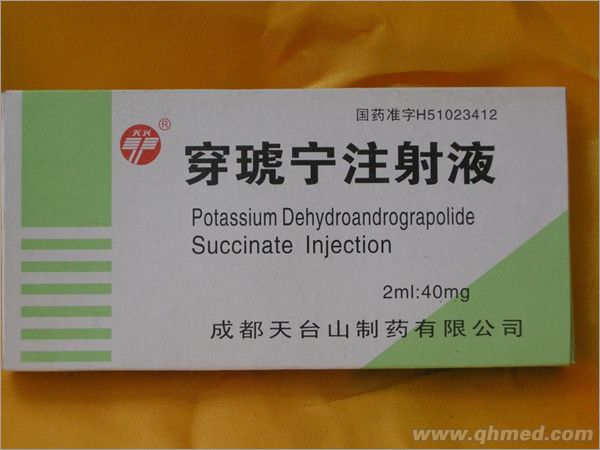 国药准字H51023412
天兴
®
穿琥宁注射液
Potassium Dehydroandrograpolide
Succinate Injection
2ml:40mg
成都天台山制药有限公司
www.qhmed.com